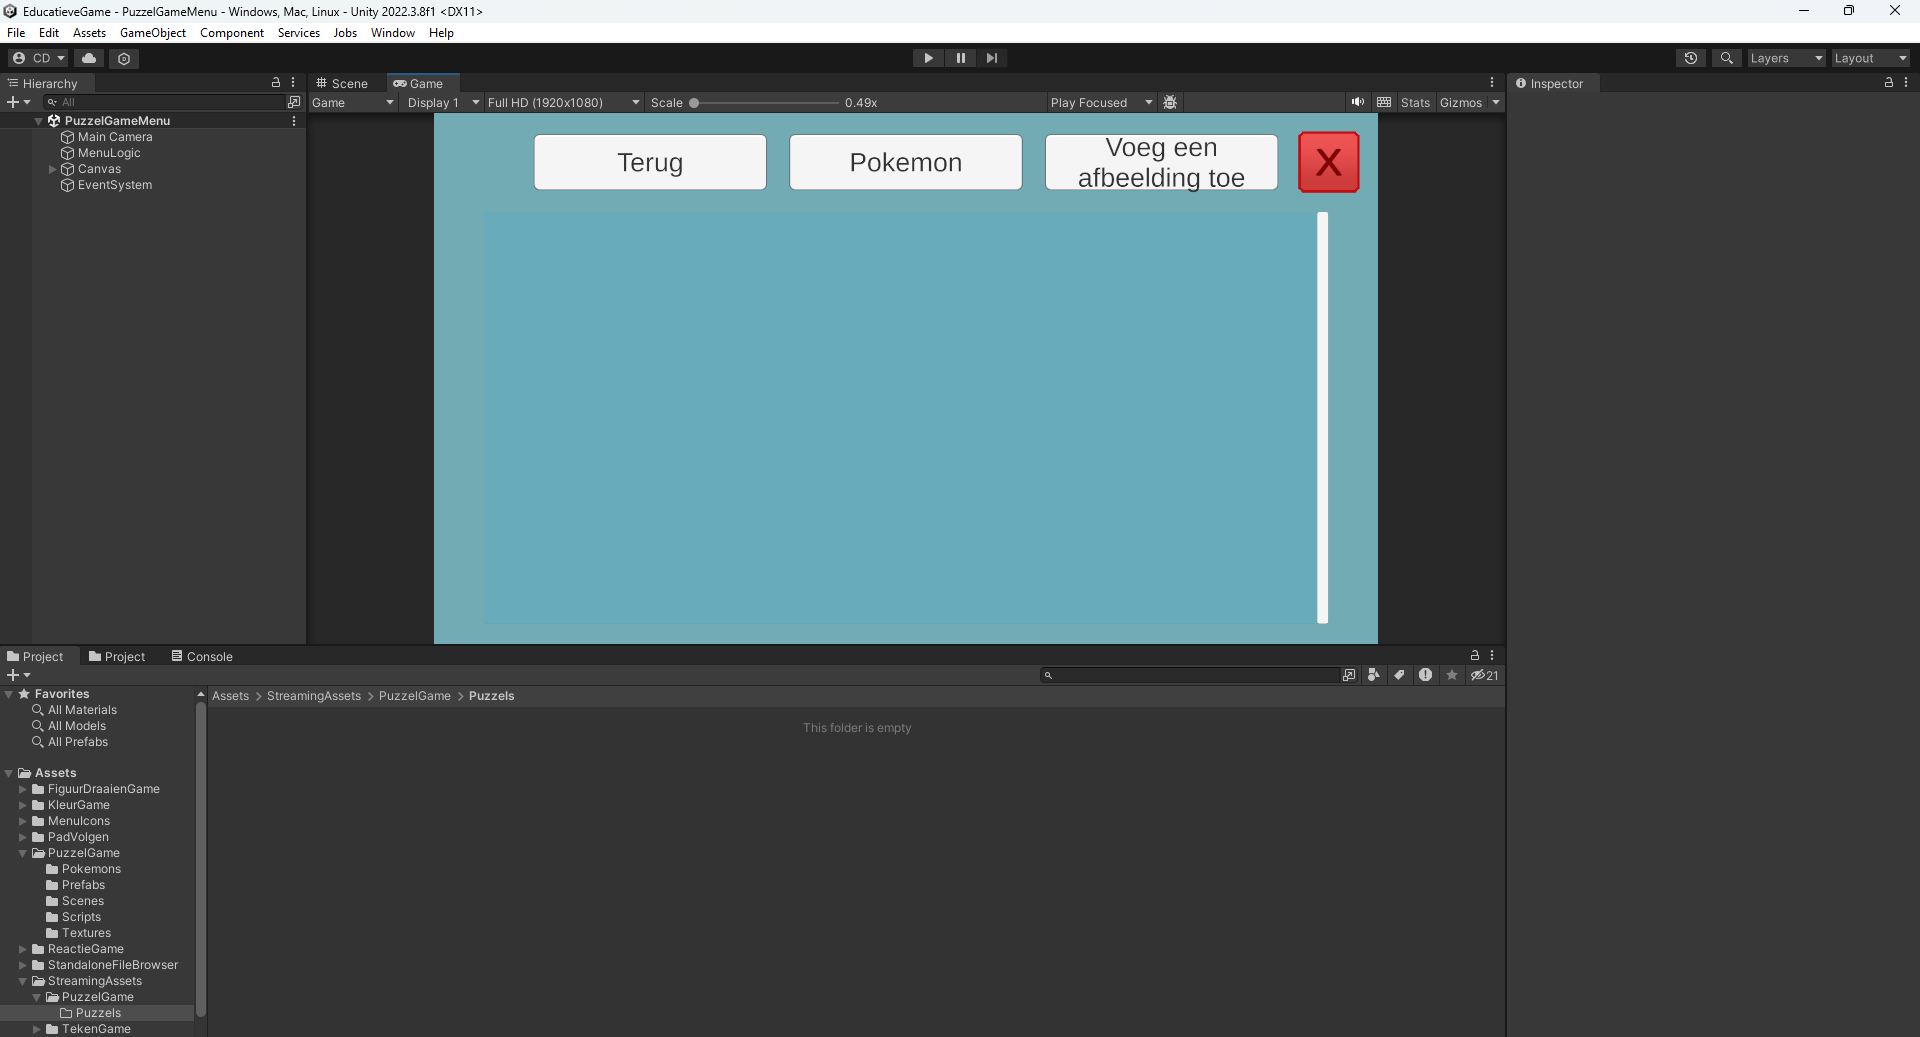 EducatieveGame - PuzzelGameMenu - Windows, Mac, Linux - Unity 2022.3.8f1 <DX11>
File Edit Assets GameObject Component Services Jobs Window Help
CD Layers Layout
Hierarchy Scene Game Inspector
All Game Display 1 Full HD (1920x1080) Scale 0.49x Play Focused Stats Gizmos
PuzzelGameMenu
Main Camera
MenuLogic
Canvas
EventSystem
Terug
Pokemon
Voeg een
afbeelding toe
X
Project Project Console
21
Favorites
All Materials
All Models
All Prefabs
Assets
FiguurDraaienGame
KleurGame
MenuIcons
PadVolgen
PuzzelGame
Pokemons
Prefabs
Scenes
Scripts
Textures
ReactieGame
StandaloneFileBrowser
StreamingAssets
PuzzelGame
Puzzels
TekenGame
Assets > StreamingAssets > PuzzelGame > Puzzels
This folder is empty